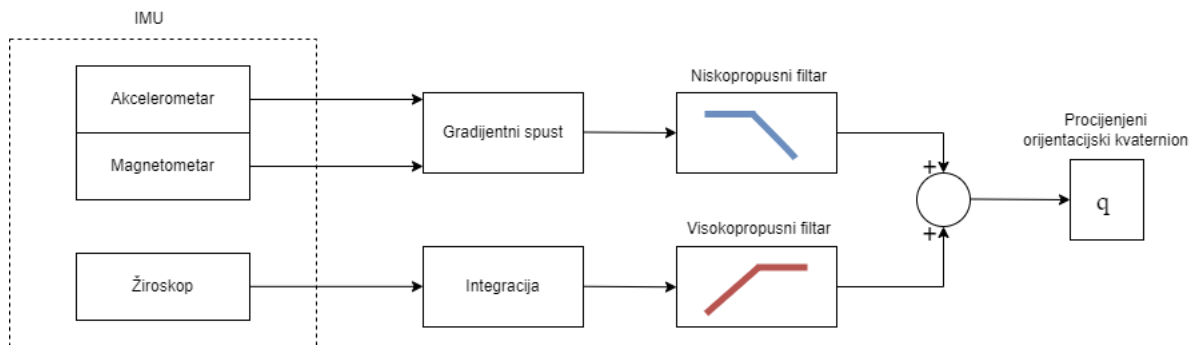 IMU
Akcelerometar
Magnetometar
Žiroskop
Gradijentni spust
Integracija
Niskopropusni filtar
Visokopropusni filtar
+
+
Procijenjeni
orijentacijski kvaternion
q